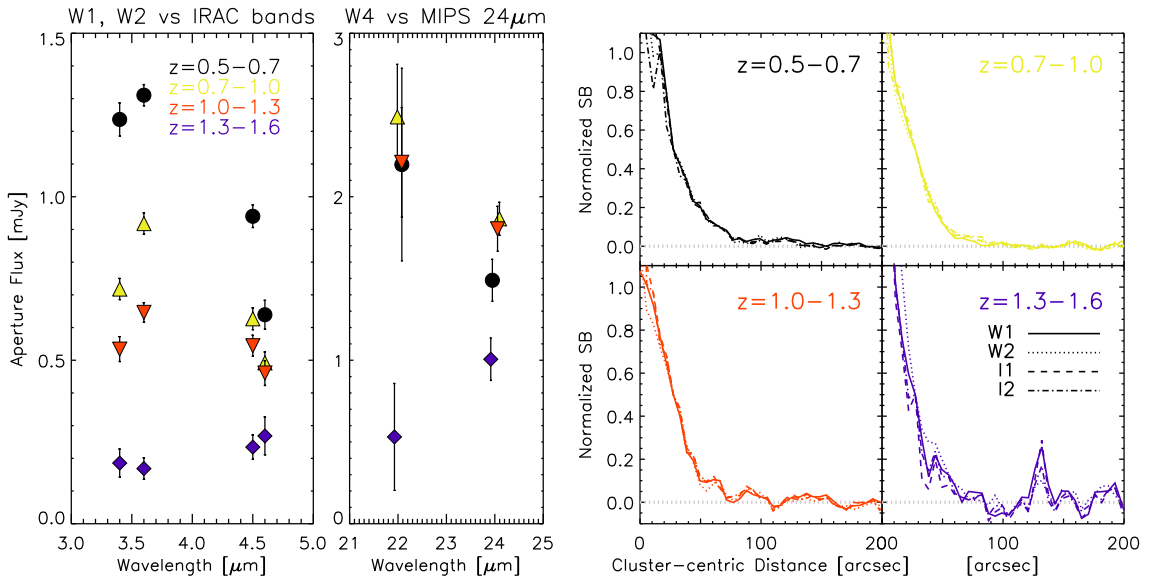 W1, W2 vs IRAC bands
W4 vs MIPS 24μm
1.5
1.0
0.5
0.0
Aperture Flux [mJy]
z=0.5−0.7
z=0.7−1.0
z=1.0−1.3
z=1.3−1.6
3.0 3.5 4.0 4.5 5.0
Wavelength [μm]
3
2
1
0
21 22 23 24 25
Wavelength [μm]
1.0
0.8
0.6
0.4
0.2
0.0
Normalized SB
z=0.5−0.7
z=0.7−1.0
1.0
0.8
0.6
0.4
0.2
0.0
Normalized SB
z=1.0−1.3
z=1.3−1.6
W1
W2
I1
I2
0 100 200 100 200
Cluster−centric Distance [arcsec]
[arcsec]